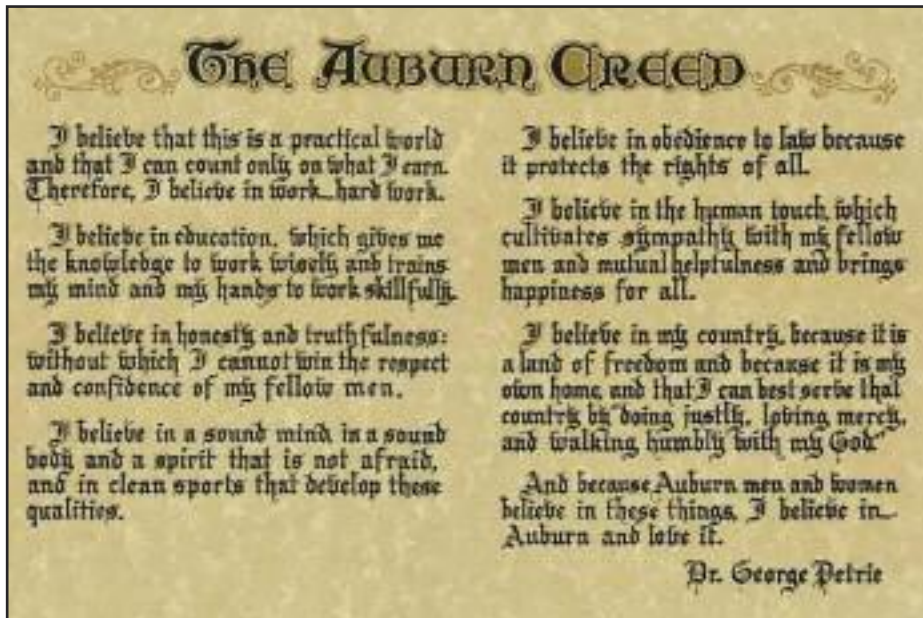 The Auburn Creed
I believe that this is a practical world
and that I can count only on what I earn.
Therefore, I believe in work, hard work.
I believe in education, which gives me
the knowledge to work wisely and trains
my mind and my hands to work skillfully.
I believe in honesty and truthfulness;
without which I cannot win the respect
and confidence of my fellow men.
I believe in a sound mind, in a sound
body and a spirit that is not afraid,
and in clean sports that develop these
qualities.
I believe in obedience to law because
it protects the rights of all.
I believe in the human touch, which
cultivates sympathy with my fellow
men and mutual helpfulness and brings
happiness for all.
I believe in my country, because it is
a land of freedom and because it is my
own home, and that I can best serve that
country by "doing justly, loving mercy,
and walking humbly with my God."
And because Auburn men and women
believe in these things, I believe in
Auburn and love it.
Dr. George Petrie